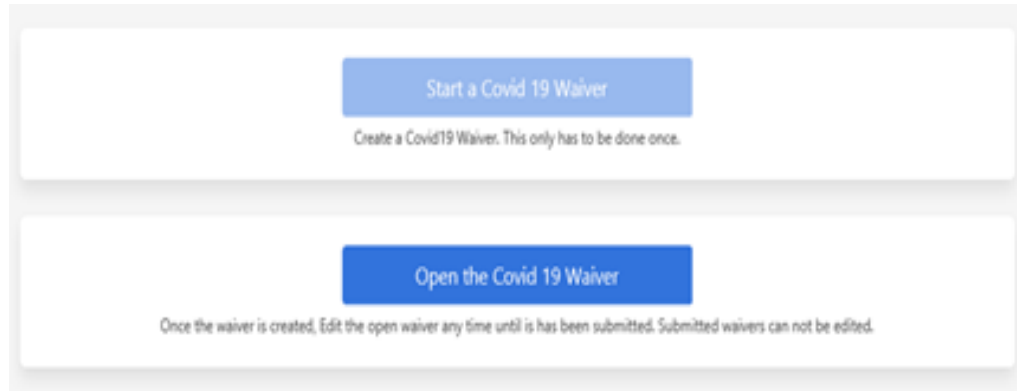 Start a Covid 19 Waiver
Create a Covid19 Waiver. This only has to be done once.
Open the Covid 19 Waiver
Once the waiver is created, Edit the open waiver any time until is has been submitted. Submitted waivers can not be edited.